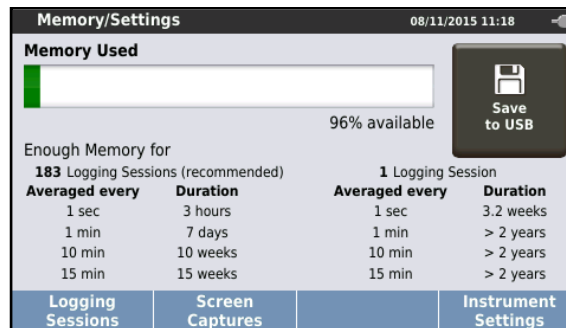 Memory/Settings 08/11/2015 11:18
Memory Used
Save
to USB
96% available
Enough Memory for
183 Logging Sessions (recommended) 1 Logging Session
Averaged every Duration Averaged every Duration
1 sec 3 hours 1 sec 3.2 weeks
1 min 7 days 1 min > 2 years
10 min 10 weeks 10 min > 2 years
15 min 15 weeks 15 min > 2 years
Logging Screen Instrument
Sessions Captures Settings